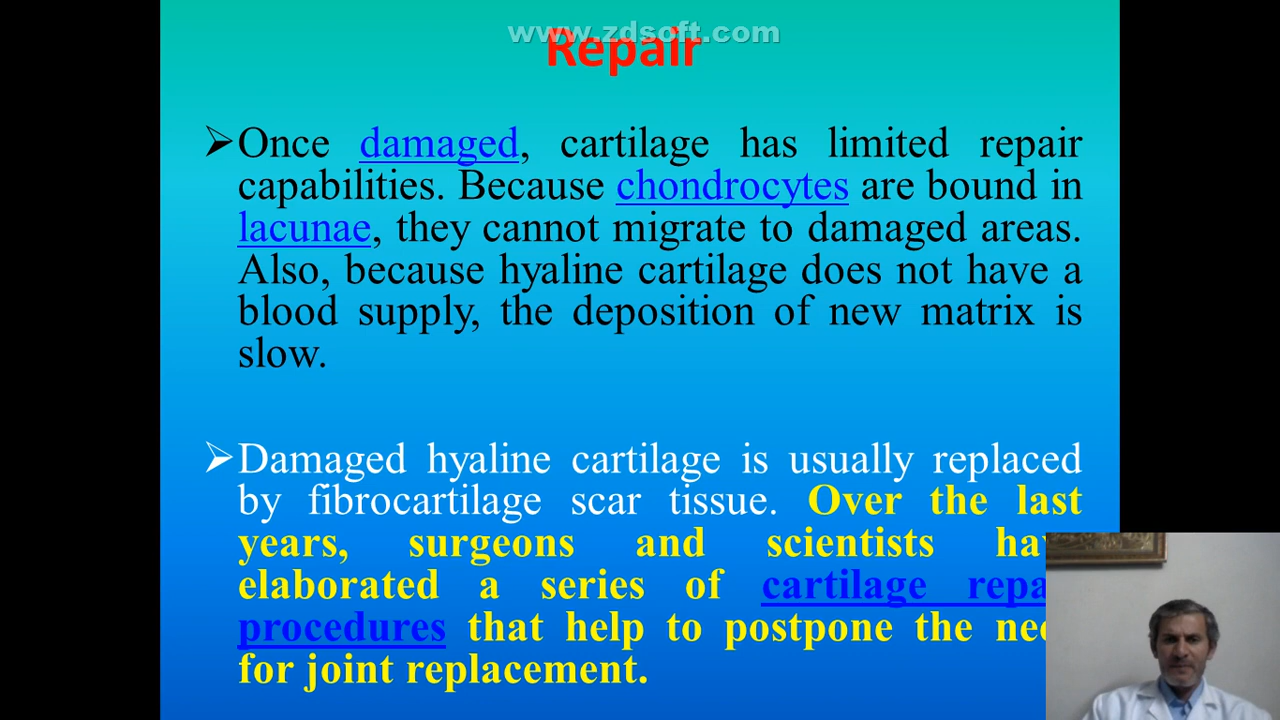 www.zdsoft.com
Repair
➢Once damaged, cartilage has limited repair
capabilities. Because chondrocytes are bound in
lacunae, they cannot migrate to damaged areas.
Also, because hyaline cartilage does not have a
blood supply, the deposition of new matrix is
slow.
➢Damaged hyaline cartilage is usually replaced
by fibrocartilage scar tissue. Over the last
years, surgeons and scientists
elaborated a series of cartilage
procedures that help to postpone the
for joint replacement.